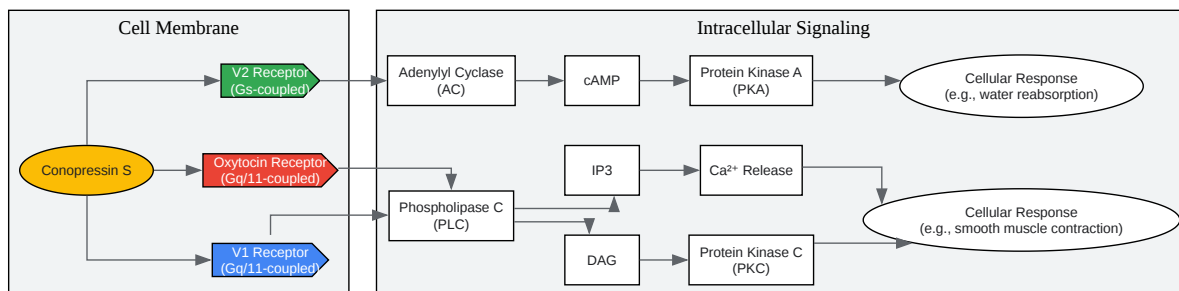 Cell Membrane
Intracellular Signaling
V2 Receptor
(Gs-coupled)
Adenylyl Cyclase
(AC)
cAMP
Protein Kinase A
(PKA)
Cellular Response
(e.g., water reabsorption)
Conopressin S
Oxytocin Receptor
(Gq/11-coupled)
IP3
Ca²⁺ Release
Phospholipase C
(PLC)
Cellular Response
(e.g., smooth muscle contraction)
V1 Receptor
(Gq/11-coupled)
DAG
Protein Kinase C
(PKC)